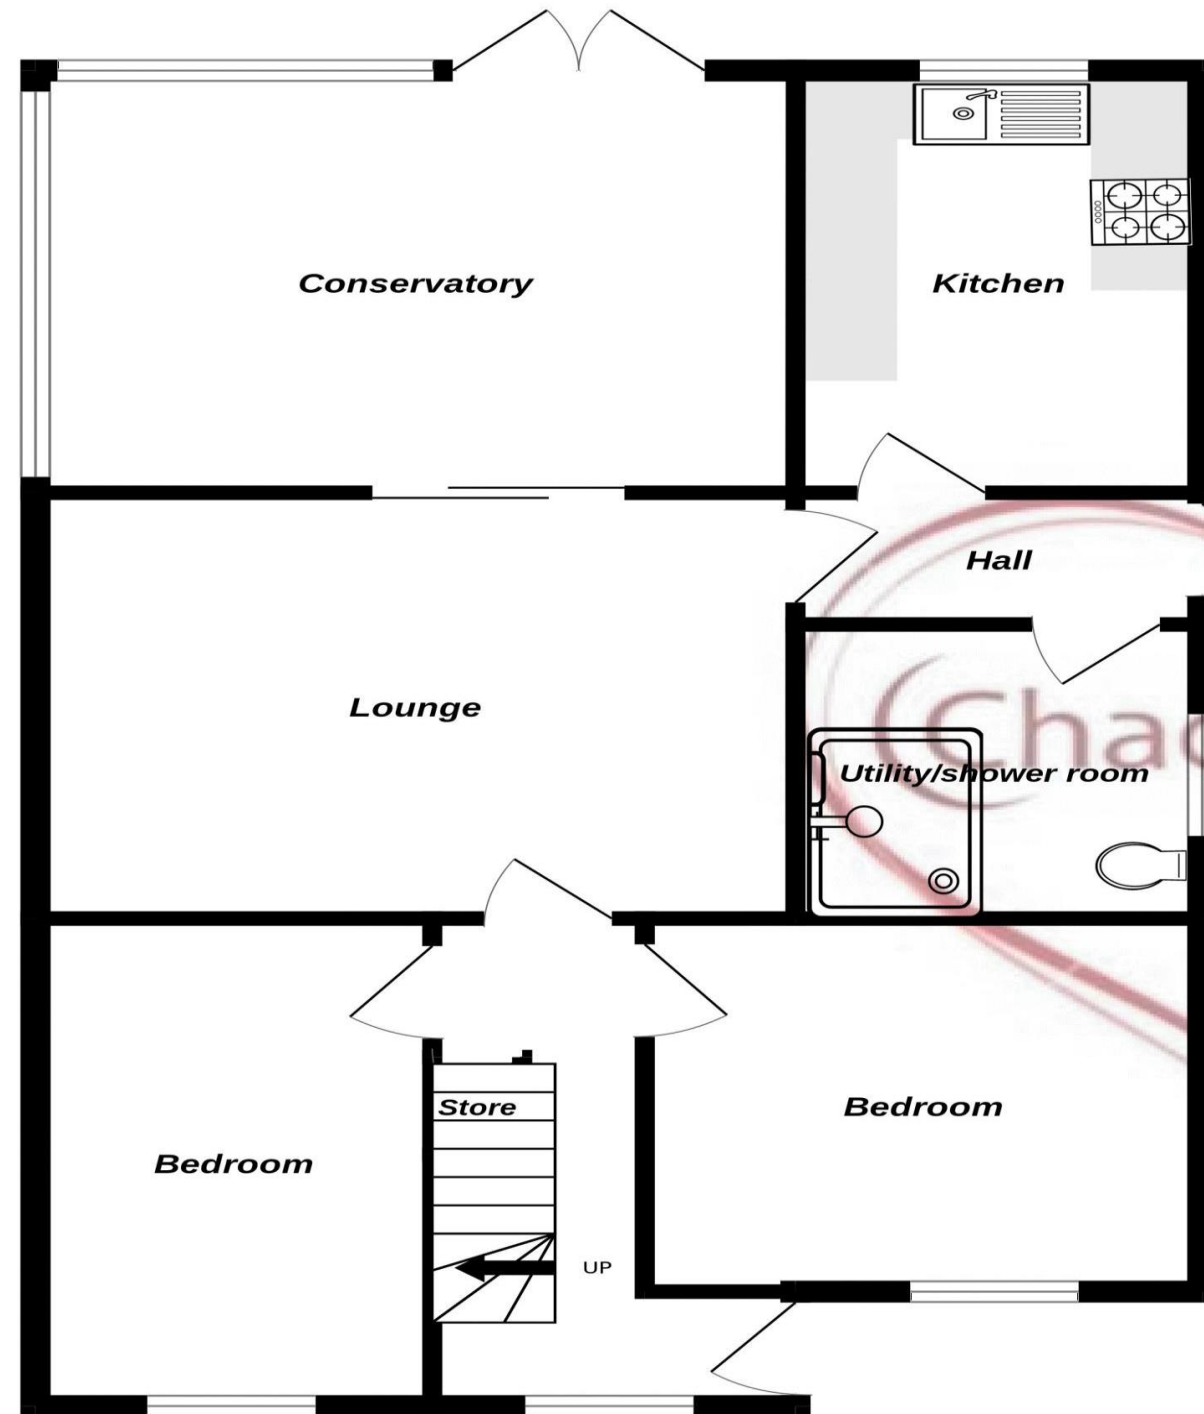 Conservatory
Kitchen
Hall
Lounge
Utility/shower room
Bedroom
Store
Bedroom
UP